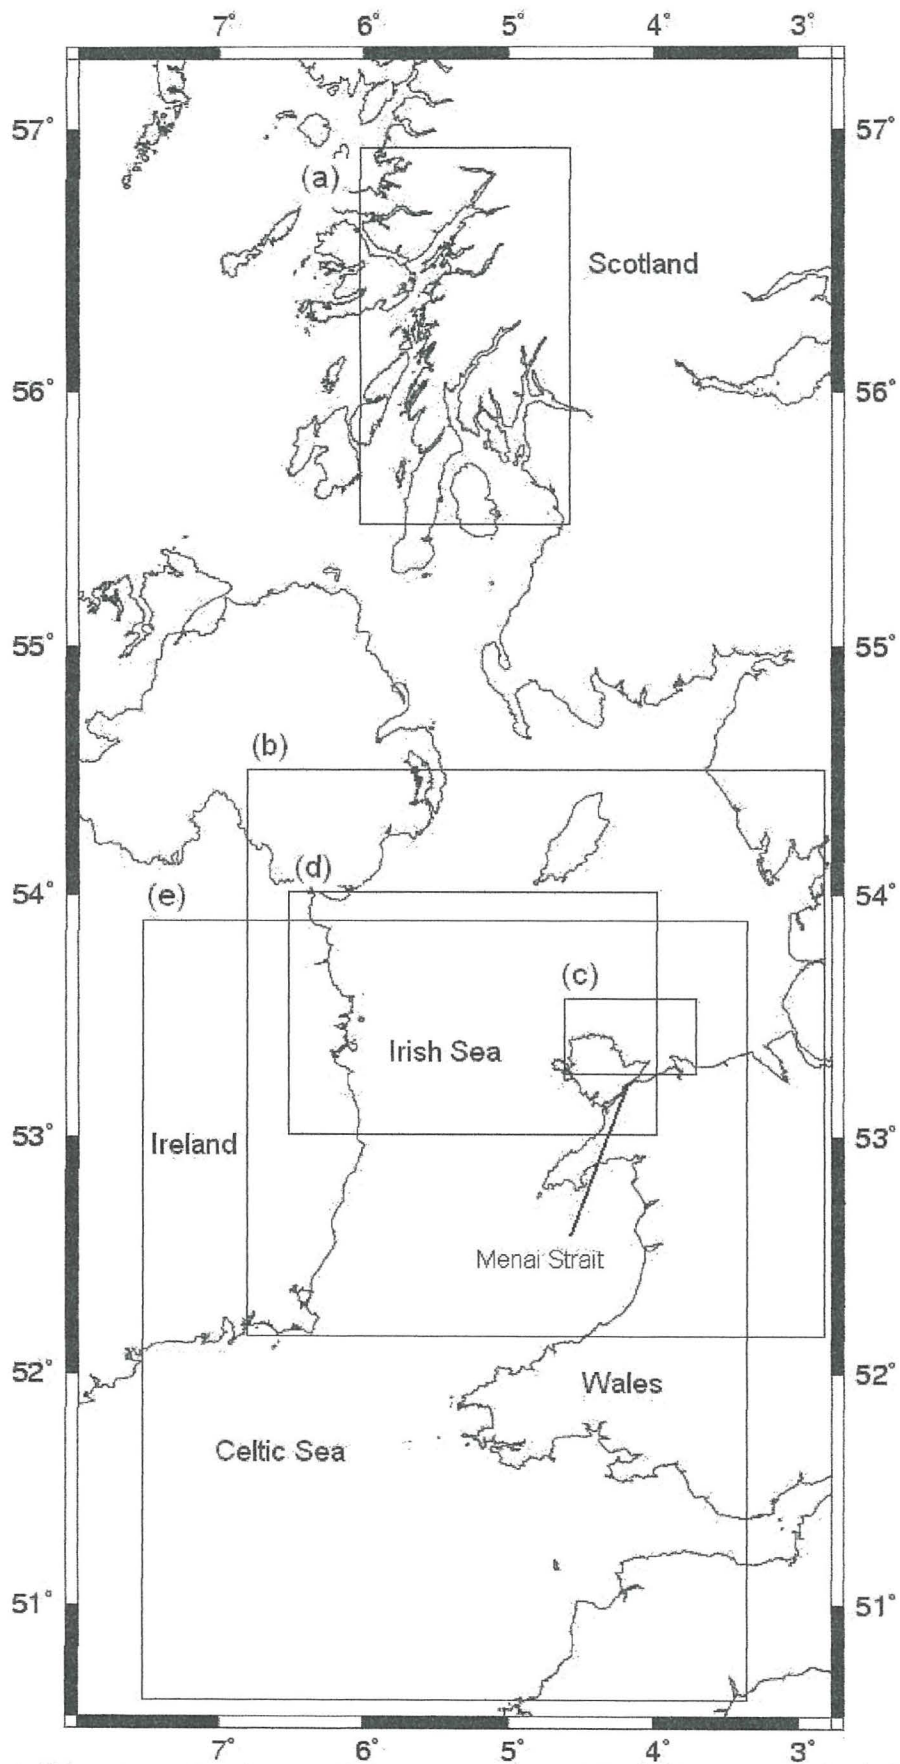 7° 6° 5° 4° 3°
57° 57°
(a)
Scotland
56° 56°
55° 55°
(b)
(d)
54° 54°
(e)
(c)
Irish Sea
53° 53°
Ireland
Menai Strait
52° 52°
Wales
Celtic Sea
51° 51°
7° 6° 5° 4° 3°